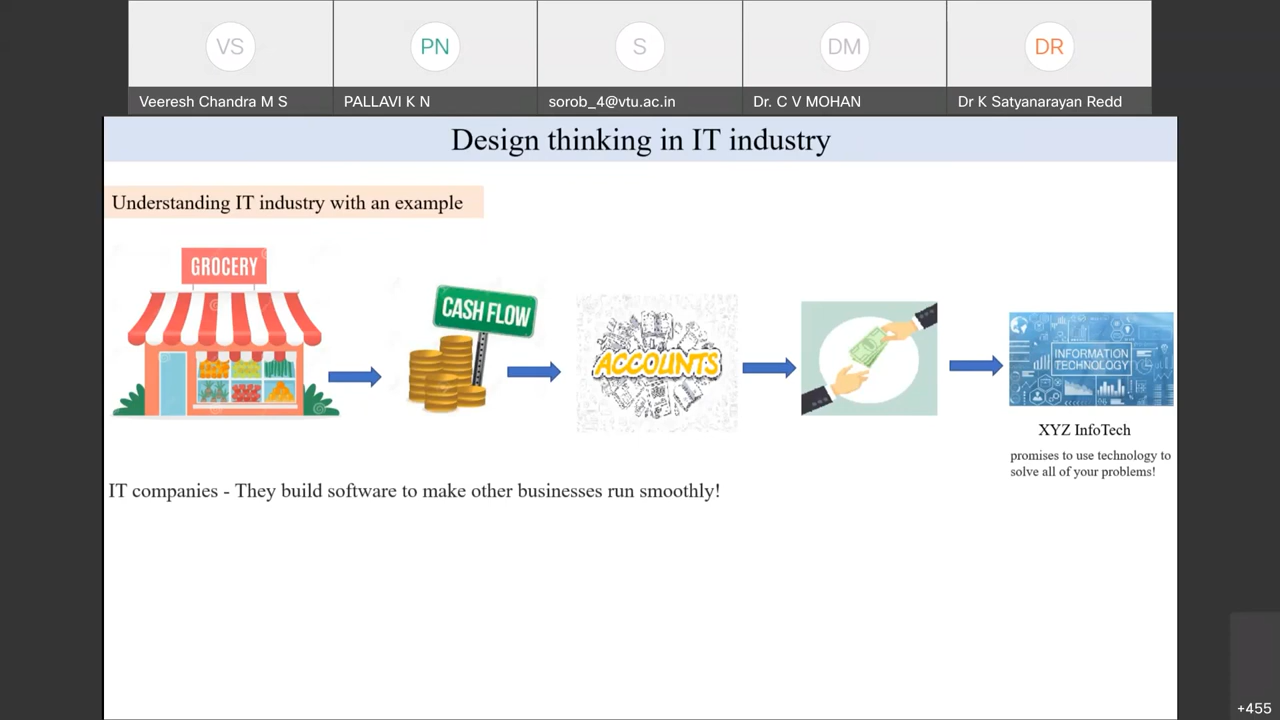 VS
PN
S
DM
DR
Veeresh Chandra M S
PALLAVI K N
sorob_4@vtu.ac.in
Dr. C V MOHAN
Dr K Satyanarayan Redd
Design thinking in IT industry
Understanding IT industry with an example
GROCERY
CASH FLOW
ACCOUNTS
INFORMATION
TECHNOLOGY
XYZ InfoTech
promises to use technology to
solve all of your problems!
IT companies - They build software to make other businesses run smoothly!
+455